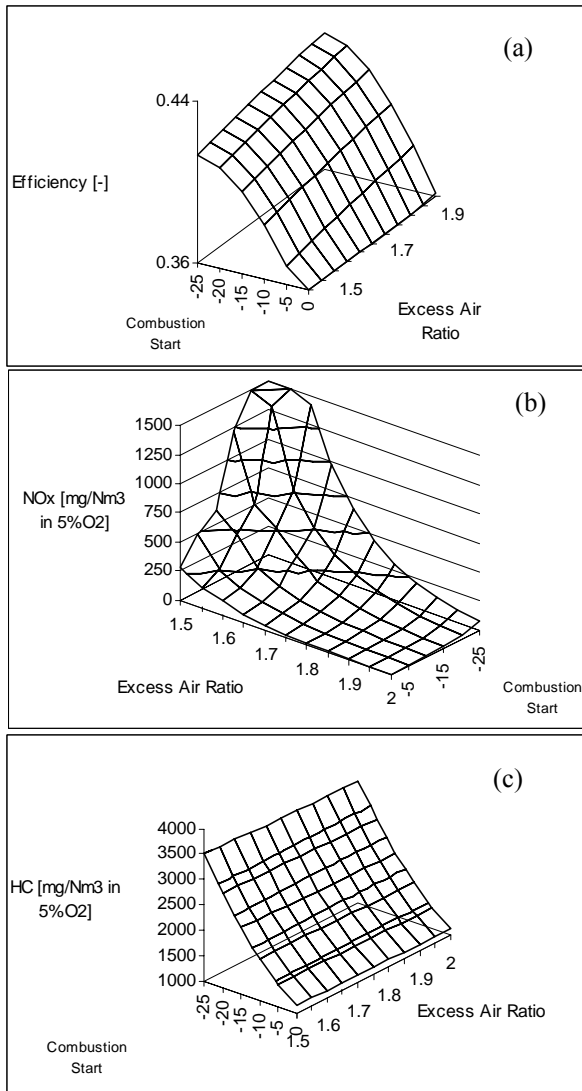 (a)
0.44
Efficiency [-]
0.36
-25
-20
-15
-10
-5
0
1.5
1.7
1.9
Combustion
Start
Excess Air
Ratio
(b)
1500
1250
1000
750
500
250
0
NOx [mg/Nm3
in 5%O2]
1.5
1.6
1.7
1.8
1.9
2
-5
-15
-25
Excess Air Ratio
Combustion
Start
(c)
4000
3500
3000
2500
2000
1500
1000
HC [mg/Nm3 in
5%O2]
-25
-20
-15
-10
-5
0
1.5
1.6
1.7
1.8
1.9
2
Excess Air Ratio
Combustion
Start